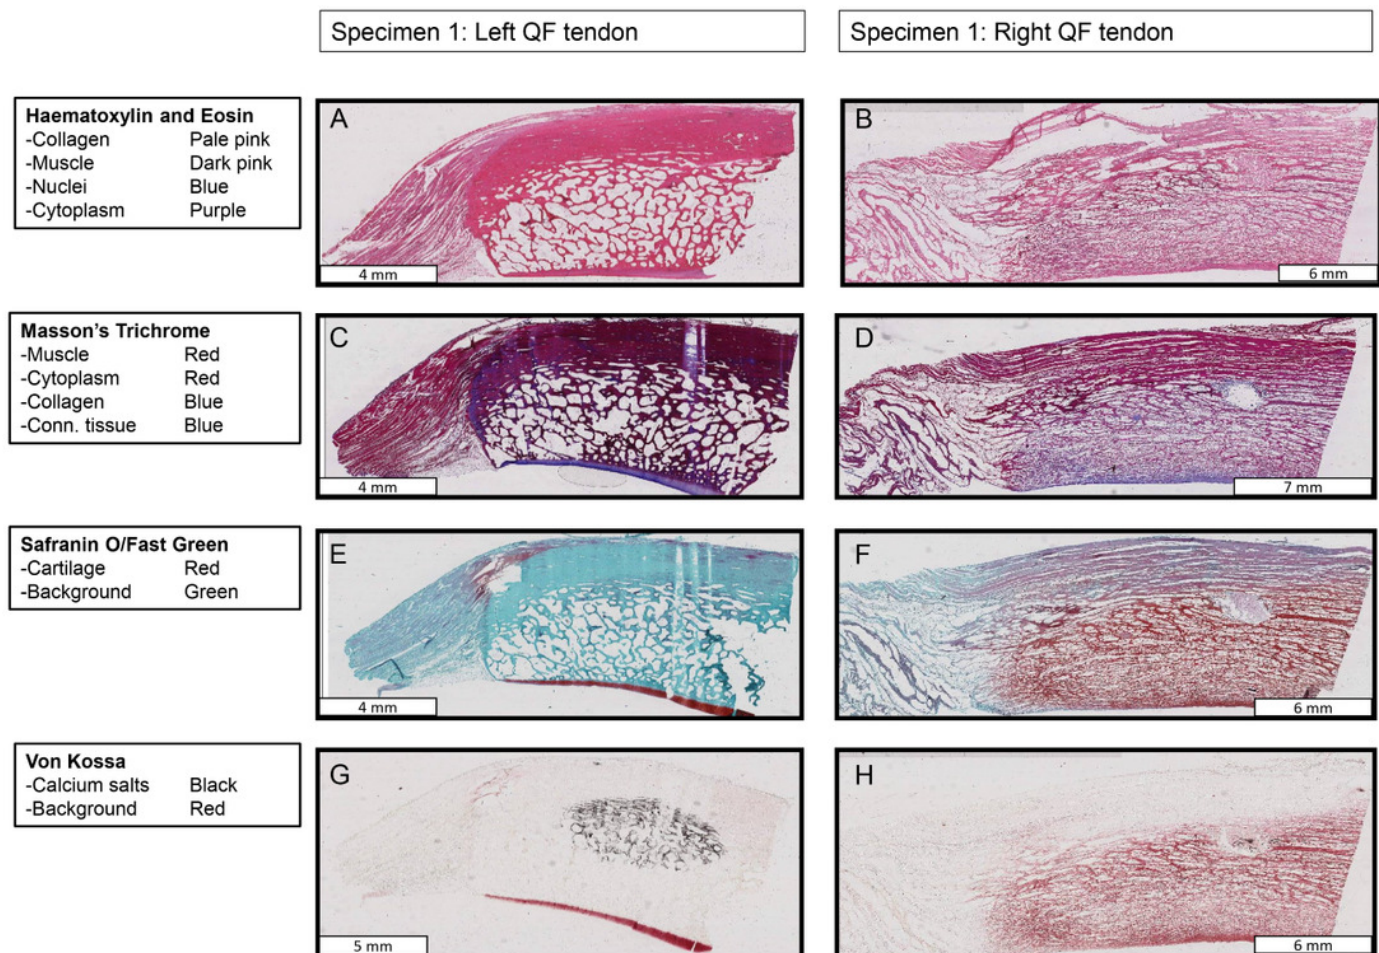 Specimen 1: Left QF tendon
Specimen 1: Right QF tendon
Haematoxylin and Eosin
-Collagen Pale pink
-Muscle Dark pink
-Nuclei Blue
-Cytoplasm Purple
A
4 mm
B
6 mm
Masson's Trichrome
-Muscle Red
-Cytoplasm Red
-Collagen Blue
-Conn. tissue Blue
C
4 mm
D
7 mm
Safranin O/Fast Green
-Cartilage Red
-Background Green
E
4 mm
F
6 mm
Von Kossa
-Calcium salts Black
-Background Red
G
5 mm
H
6 mm